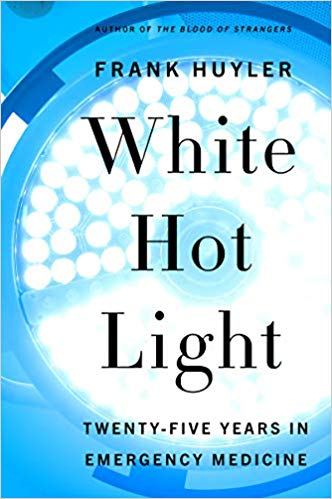 AUTHOR OF THE BLOOD OF STRANGERS
FRANK HUYLER
White
Hot
Light
TWENTY-FIVE YEARS IN
EMERGENCY MEDICINE